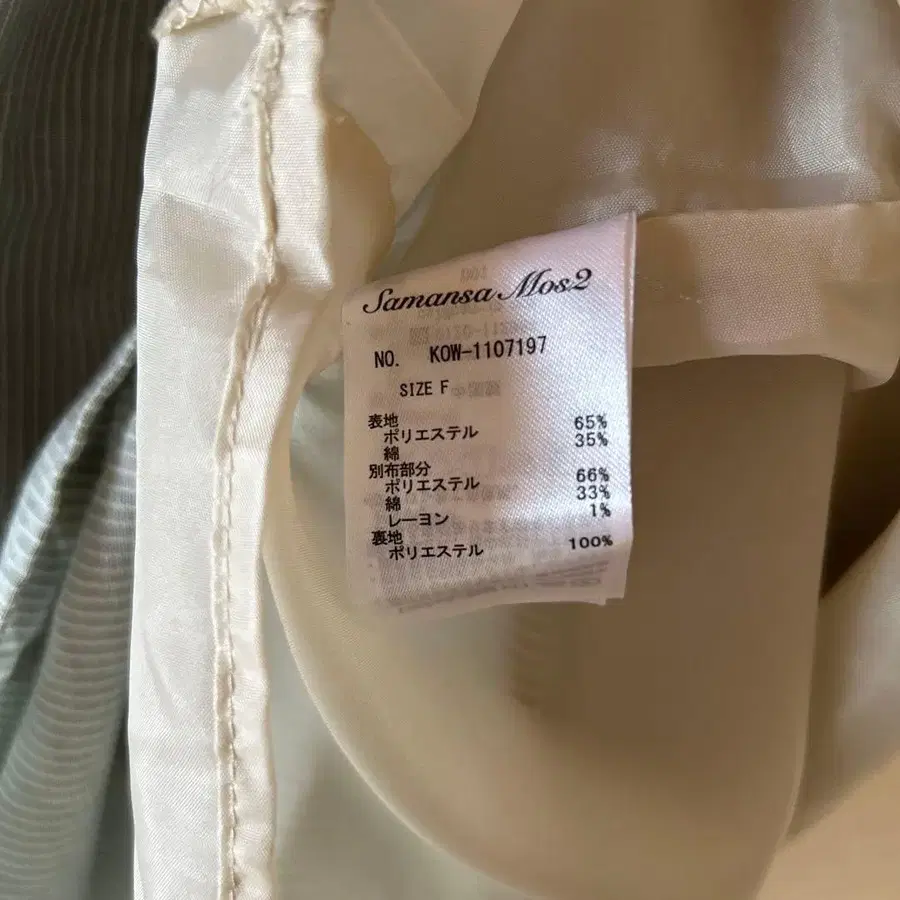 Samansa Mos2
NO. KOW-1107197
SIZE F
表地
ポリエステル 65%
綿 35%
別布部分
ポリエステル 66%
綿 33%
レーヨン 1%
裏地
ポリエステル 100%